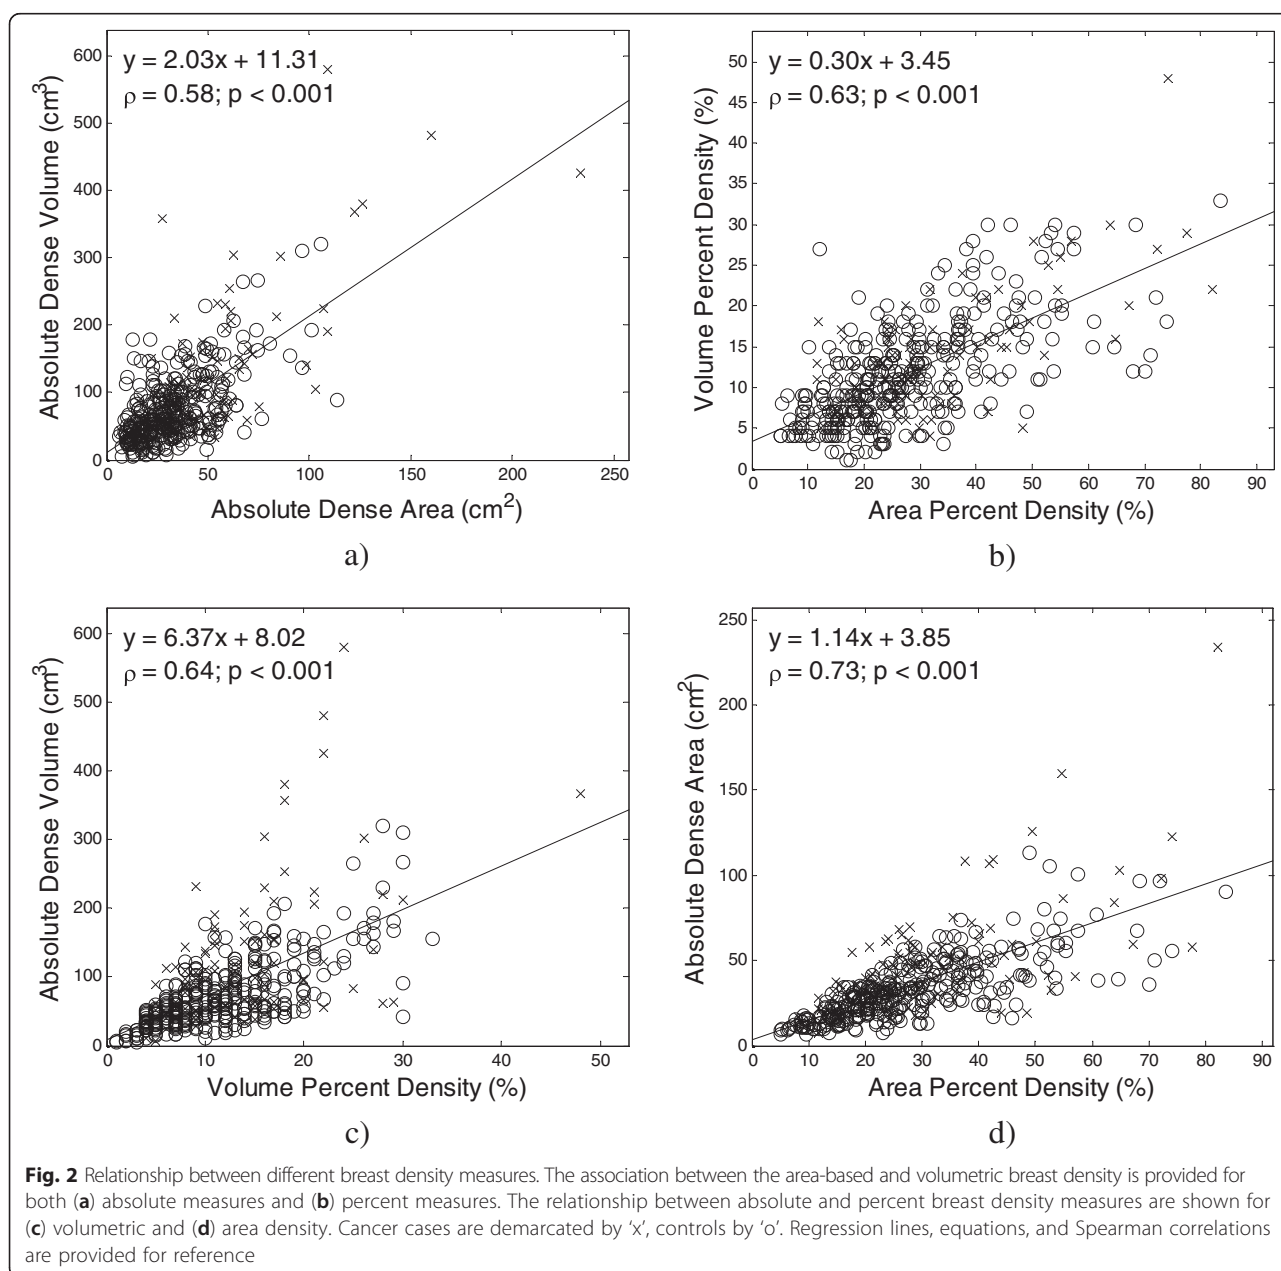 y = 2.03x + 11.31
ρ = 0.58; p < 0.001
Absolute Dense Volume (cm³)
600
500
400
300
200
100
0
0 50 100 150 200 250
Absolute Dense Area (cm²)
a)
y = 0.30x + 3.45
ρ = 0.63; p < 0.001
Volume Percent Density (%)
50
45
40
35
30
25
20
15
10
5
0
0 10 20 30 40 50 60 70 80 90
Area Percent Density (%)
b)
y = 6.37x + 8.02
ρ = 0.64; p < 0.001
Absolute Dense Volume (cm³)
600
500
400
300
200
100
0
0 10 20 30 40 50
Volume Percent Density (%)
c)
y = 1.14x + 3.85
ρ = 0.73; p < 0.001
Absolute Dense Area (cm²)
250
200
150
100
50
0
0 10 20 30 40 50 60 70 80 90
Area Percent Density (%)
d)
Fig. 2 Relationship between different breast density measures. The association between the area-based and volumetric breast density is provided for
both (a) absolute measures and (b) percent measures. The relationship between absolute and percent breast density measures are shown for
(c) volumetric and (d) area density. Cancer cases are demarcated by ‘x’, controls by ‘o’. Regression lines, equations, and Spearman correlations
are provided for reference